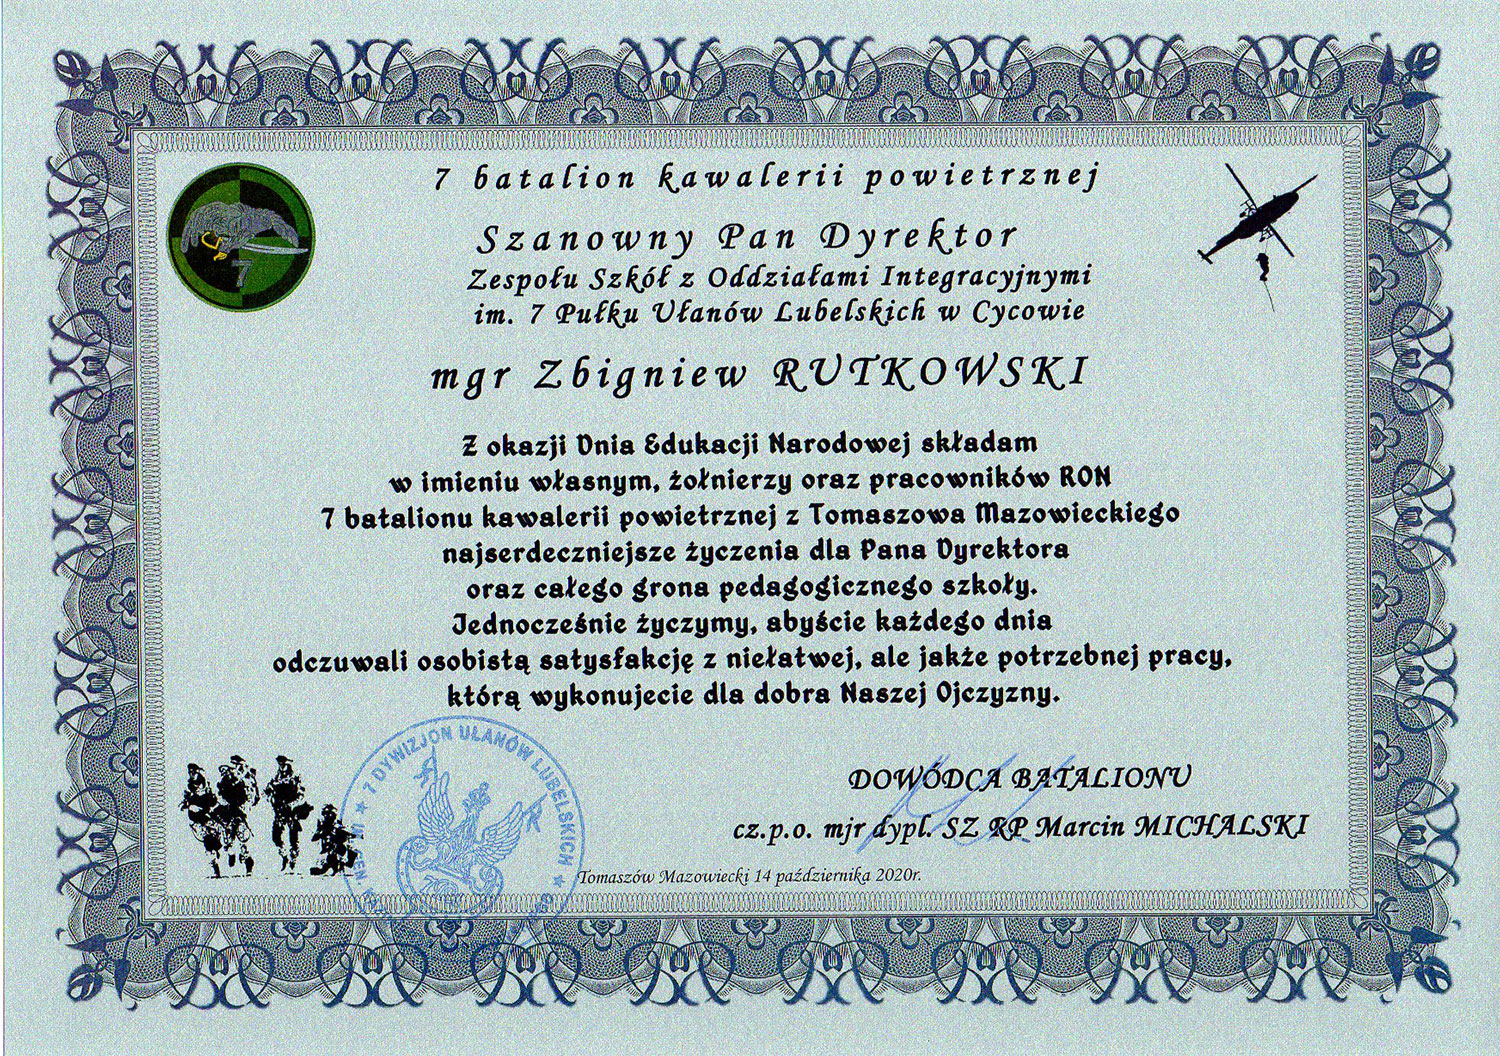 7 batalion kawalerii powietrznej
Szanowny Pan Dyrektor
Zespołu Szkół z Oddziałami Integracyjnymi
im. 7 Pułku Ułanów Lubelskich w Cycowie
mgr Zbigniew RUTKOWSKI
Z okazji Dnia Edukacji Narodowej składam
w imieniu własnym, żołnierzy oraz pracowników RON
7 batalionu kawalerii powietrznej z Tomaszowa Mazowieckiego
najserdeczniejsze życzenia dla Pana Dyrektora
oraz całego grona pedagogicznego szkoły.
Jednocześnie życzymy, abyście każdego dnia
odczuwali osobistą satysfakcję z niełatwej, ale jakże potrzebnej pracy,
którą wykonujecie dla dobra Naszej Ojczyzny.
DOWÓDCA BATALIONU
cz.p.o. mjr dypl. SZ RP Marcin MICHALSKI
Tomaszów Mazowiecki 14 października 2020r.
7
7 DYWIZJON UŁANÓW LUBELSKICH